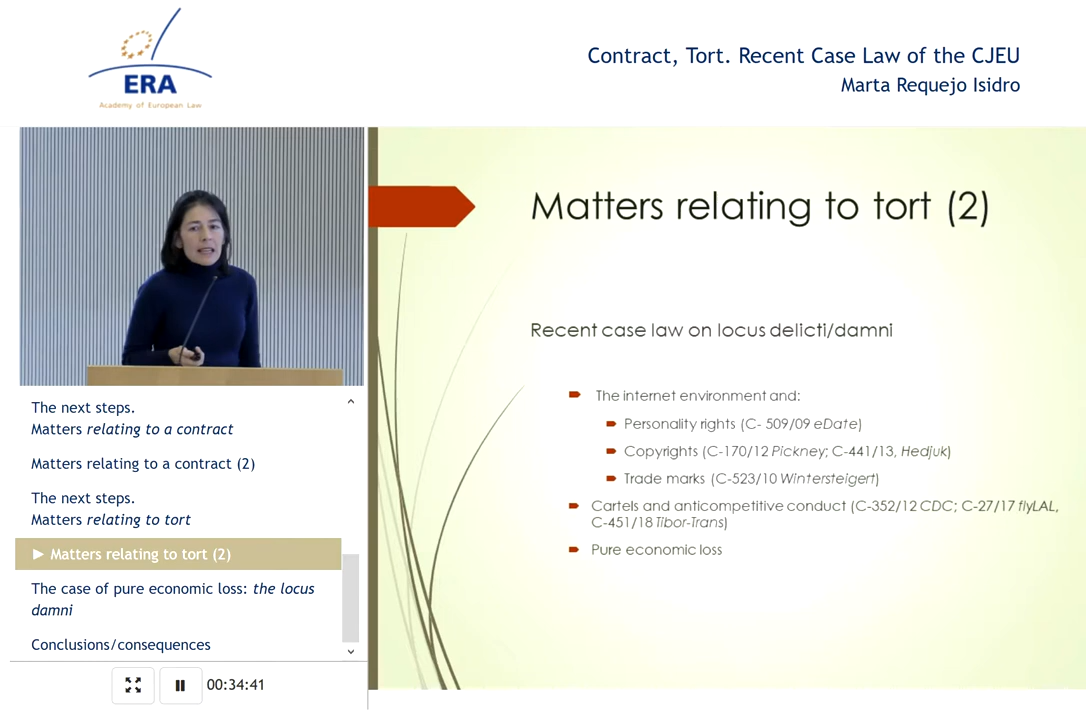 ERA
Academy of European Law
Contract, Tort. Recent Case Law of the CJEU
Marta Requejo Isidro
Matters relating to tort (2)
Recent case law on locus delicti/damni
The internet environment and:
Personality rights (C- 509/09 eDate)
Copyrights (C-170/12 Pickney; C-441/13, Hedjuk)
Trade marks (C-523/10 Wintersteigert)
Cartels and anticompetitive conduct (C-352/12 CDC; C-27/17 flyLAL,
C-451/18 Tibor-Trans)
Pure economic loss
The next steps.
Matters relating to a contract
Matters relating to a contract (2)
The next steps.
Matters relating to tort
Matters relating to tort (2)
The case of pure economic loss: the locus
damni
Conclusions/consequences
00:34:41